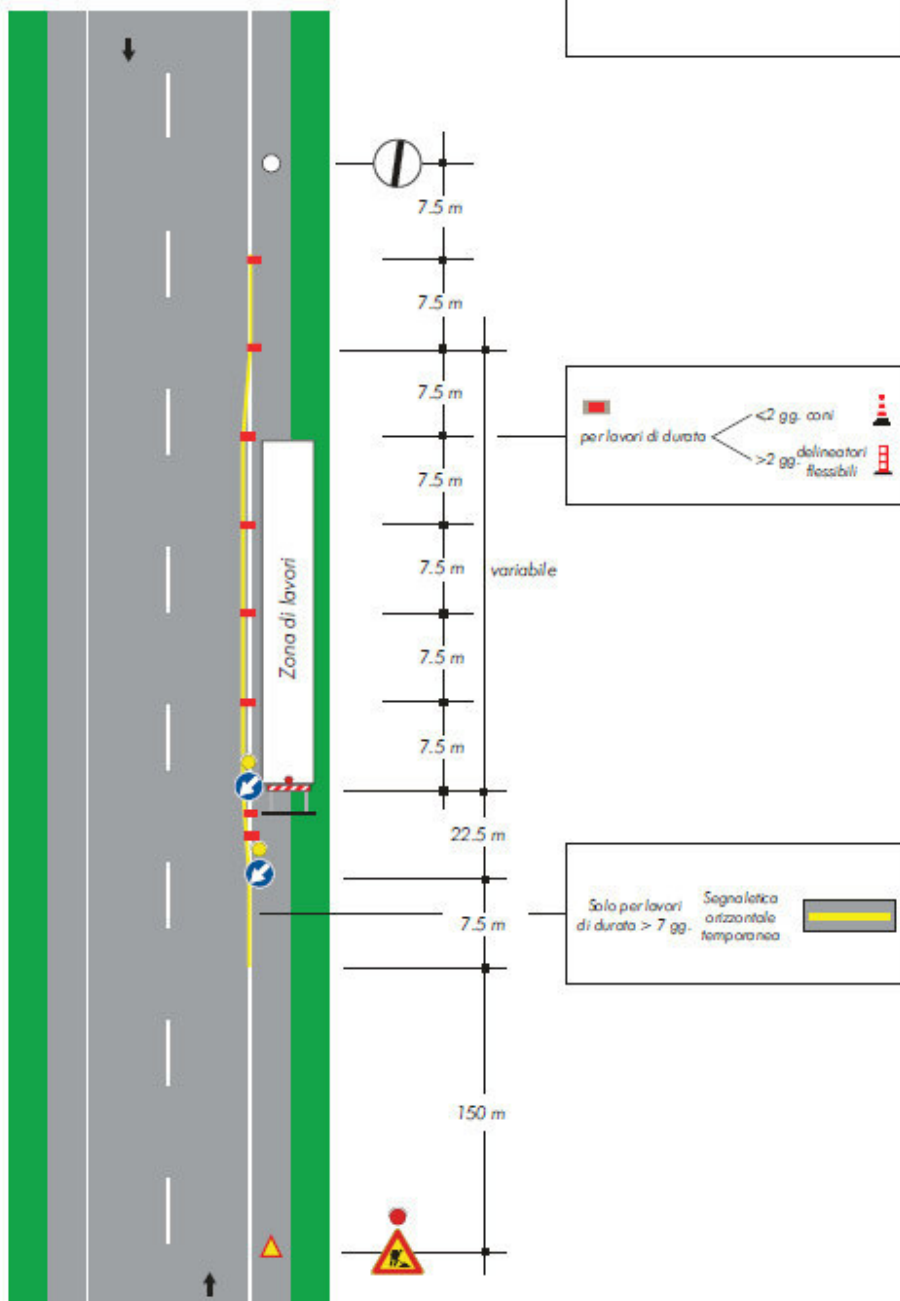 7.5 m
7.5 m
7.5 m
7.5 m
7.5 m
7.5 m
7.5 m
variabile
Zona di lavori
per lavori di durata
<2 gg. coni
>2 gg. delineatori
flessibili
22.5 m
7.5 m
Solo per lavori
di durata > 7 gg.
Segnaletica
orizzontale
temporanea
150 m